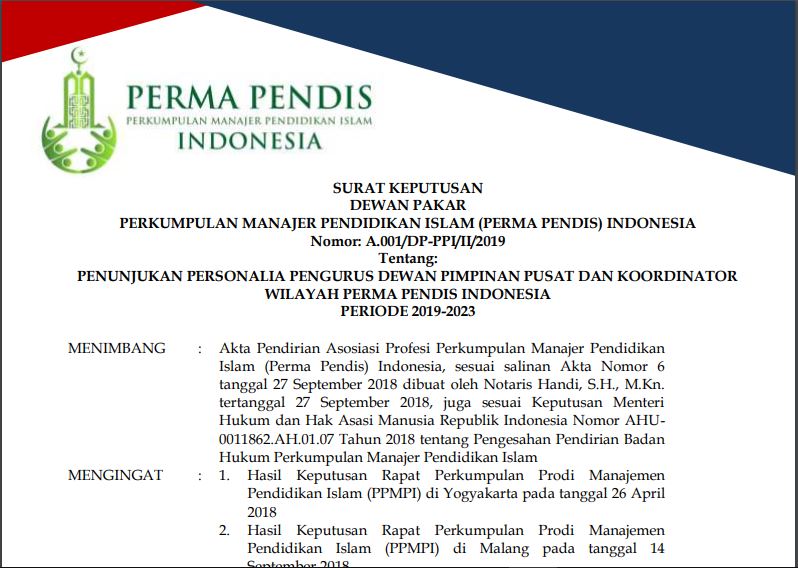 PERMA PENDIS
PERKUMPULAN MANAJER PENDIDIKAN ISLAM
INDONESIA
SURAT KEPUTUSAN
DEWAN PAKAR
PERKUMPULAN MANAJER PENDIDIKAN ISLAM (PERMA PENDIS) INDONESIA
Nomor: A.001/DP-PPI/II/2019
Tentang:
PENUNJUKAN PERSONALIA PENGURUS DEWAN PIMPINAN PUSAT DAN KOORDINATOR
WILAYAH PERMA PENDIS INDONESIA
PERIODE 2019-2023
MENIMBANG : Akta Pendirian Asosiasi Profesi Perkumpulan Manajer Pendidikan
Islam (Perma Pendis) Indonesia, sesuai salinan Akta Nomor 6
tanggal 27 September 2018 dibuat oleh Notaris Handi, S.H., M.Kn.
tertanggal 27 September 2018, juga sesuai Keputusan Menteri
Hukum dan Hak Asasi Manusia Republik Indonesia Nomor AHU-
0011862.AH.01.07 Tahun 2018 tentang Pengesahan Pendirian Badan
Hukum Perkumpulan Manajer Pendidikan Islam
MENGINGAT : 1. Hasil Keputusan Rapat Perkumpulan Prodi Manajemen
Pendidikan Islam (PPMPI) di Yogyakarta pada tanggal 26 April
2018
2. Hasil Keputusan Rapat Perkumpulan Prodi Manajemen
Pendidikan Islam (PPMPI) di Malang pada tanggal 14
September 2018